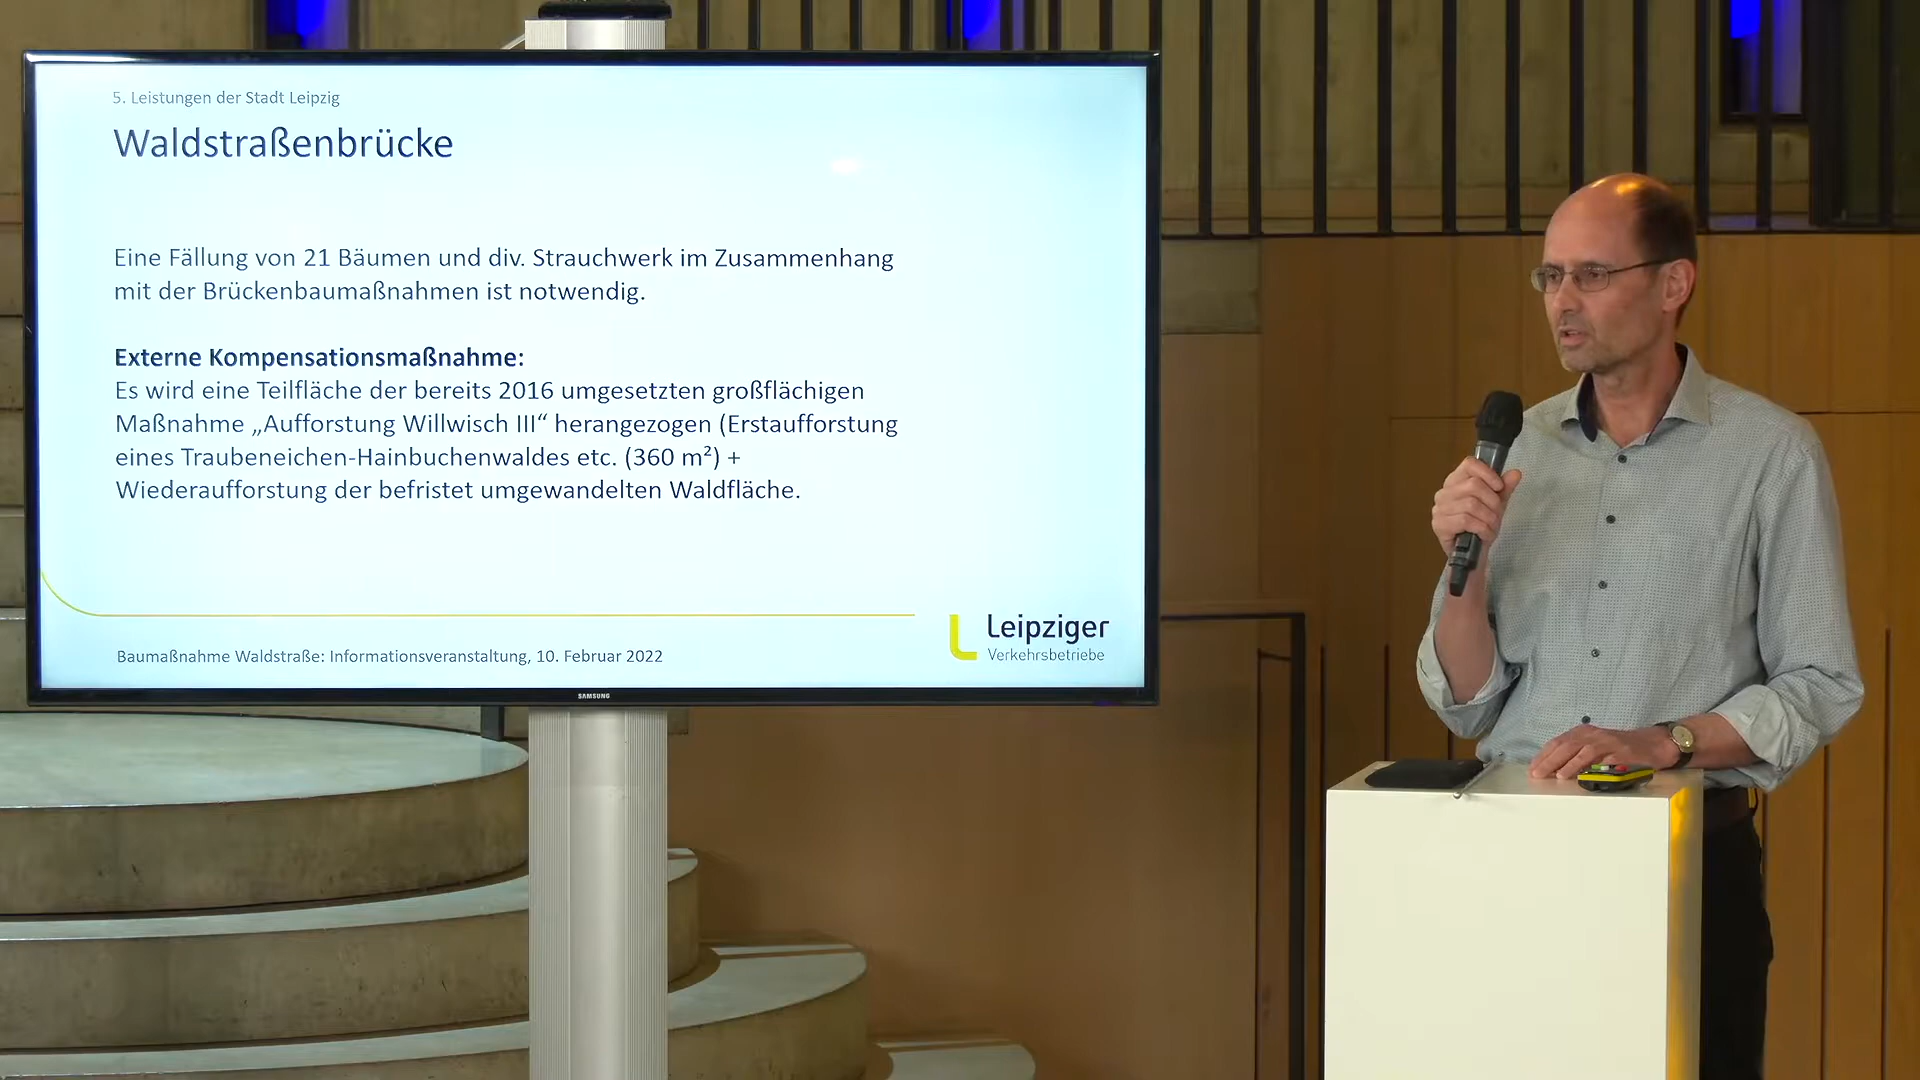 5. Leistungen der Stadt Leipzig
Waldstraßenbrücke
Eine Fällung von 21 Bäumen und div. Strauchwerk im Zusammenhang
mit der Brückenbaumaßnahmen ist notwendig.
Externe Kompensationsmaßnahme:
Es wird eine Teilfläche der bereits 2016 umgesetzten großflächigen
Maßnahme „Aufforstung Willwisch III“ herangezogen (Erstaufforstung
eines Traubeneichen-Hainbuchenwaldes etc. (360 m²) +
Wiederaufforstung der befristet umgewandelten Waldfläche.
Leipziger
Verkehrsbetriebe
Baumaßnahme Waldstraße: Informationsveranstaltung, 10. Februar 2022
SAMSUNG